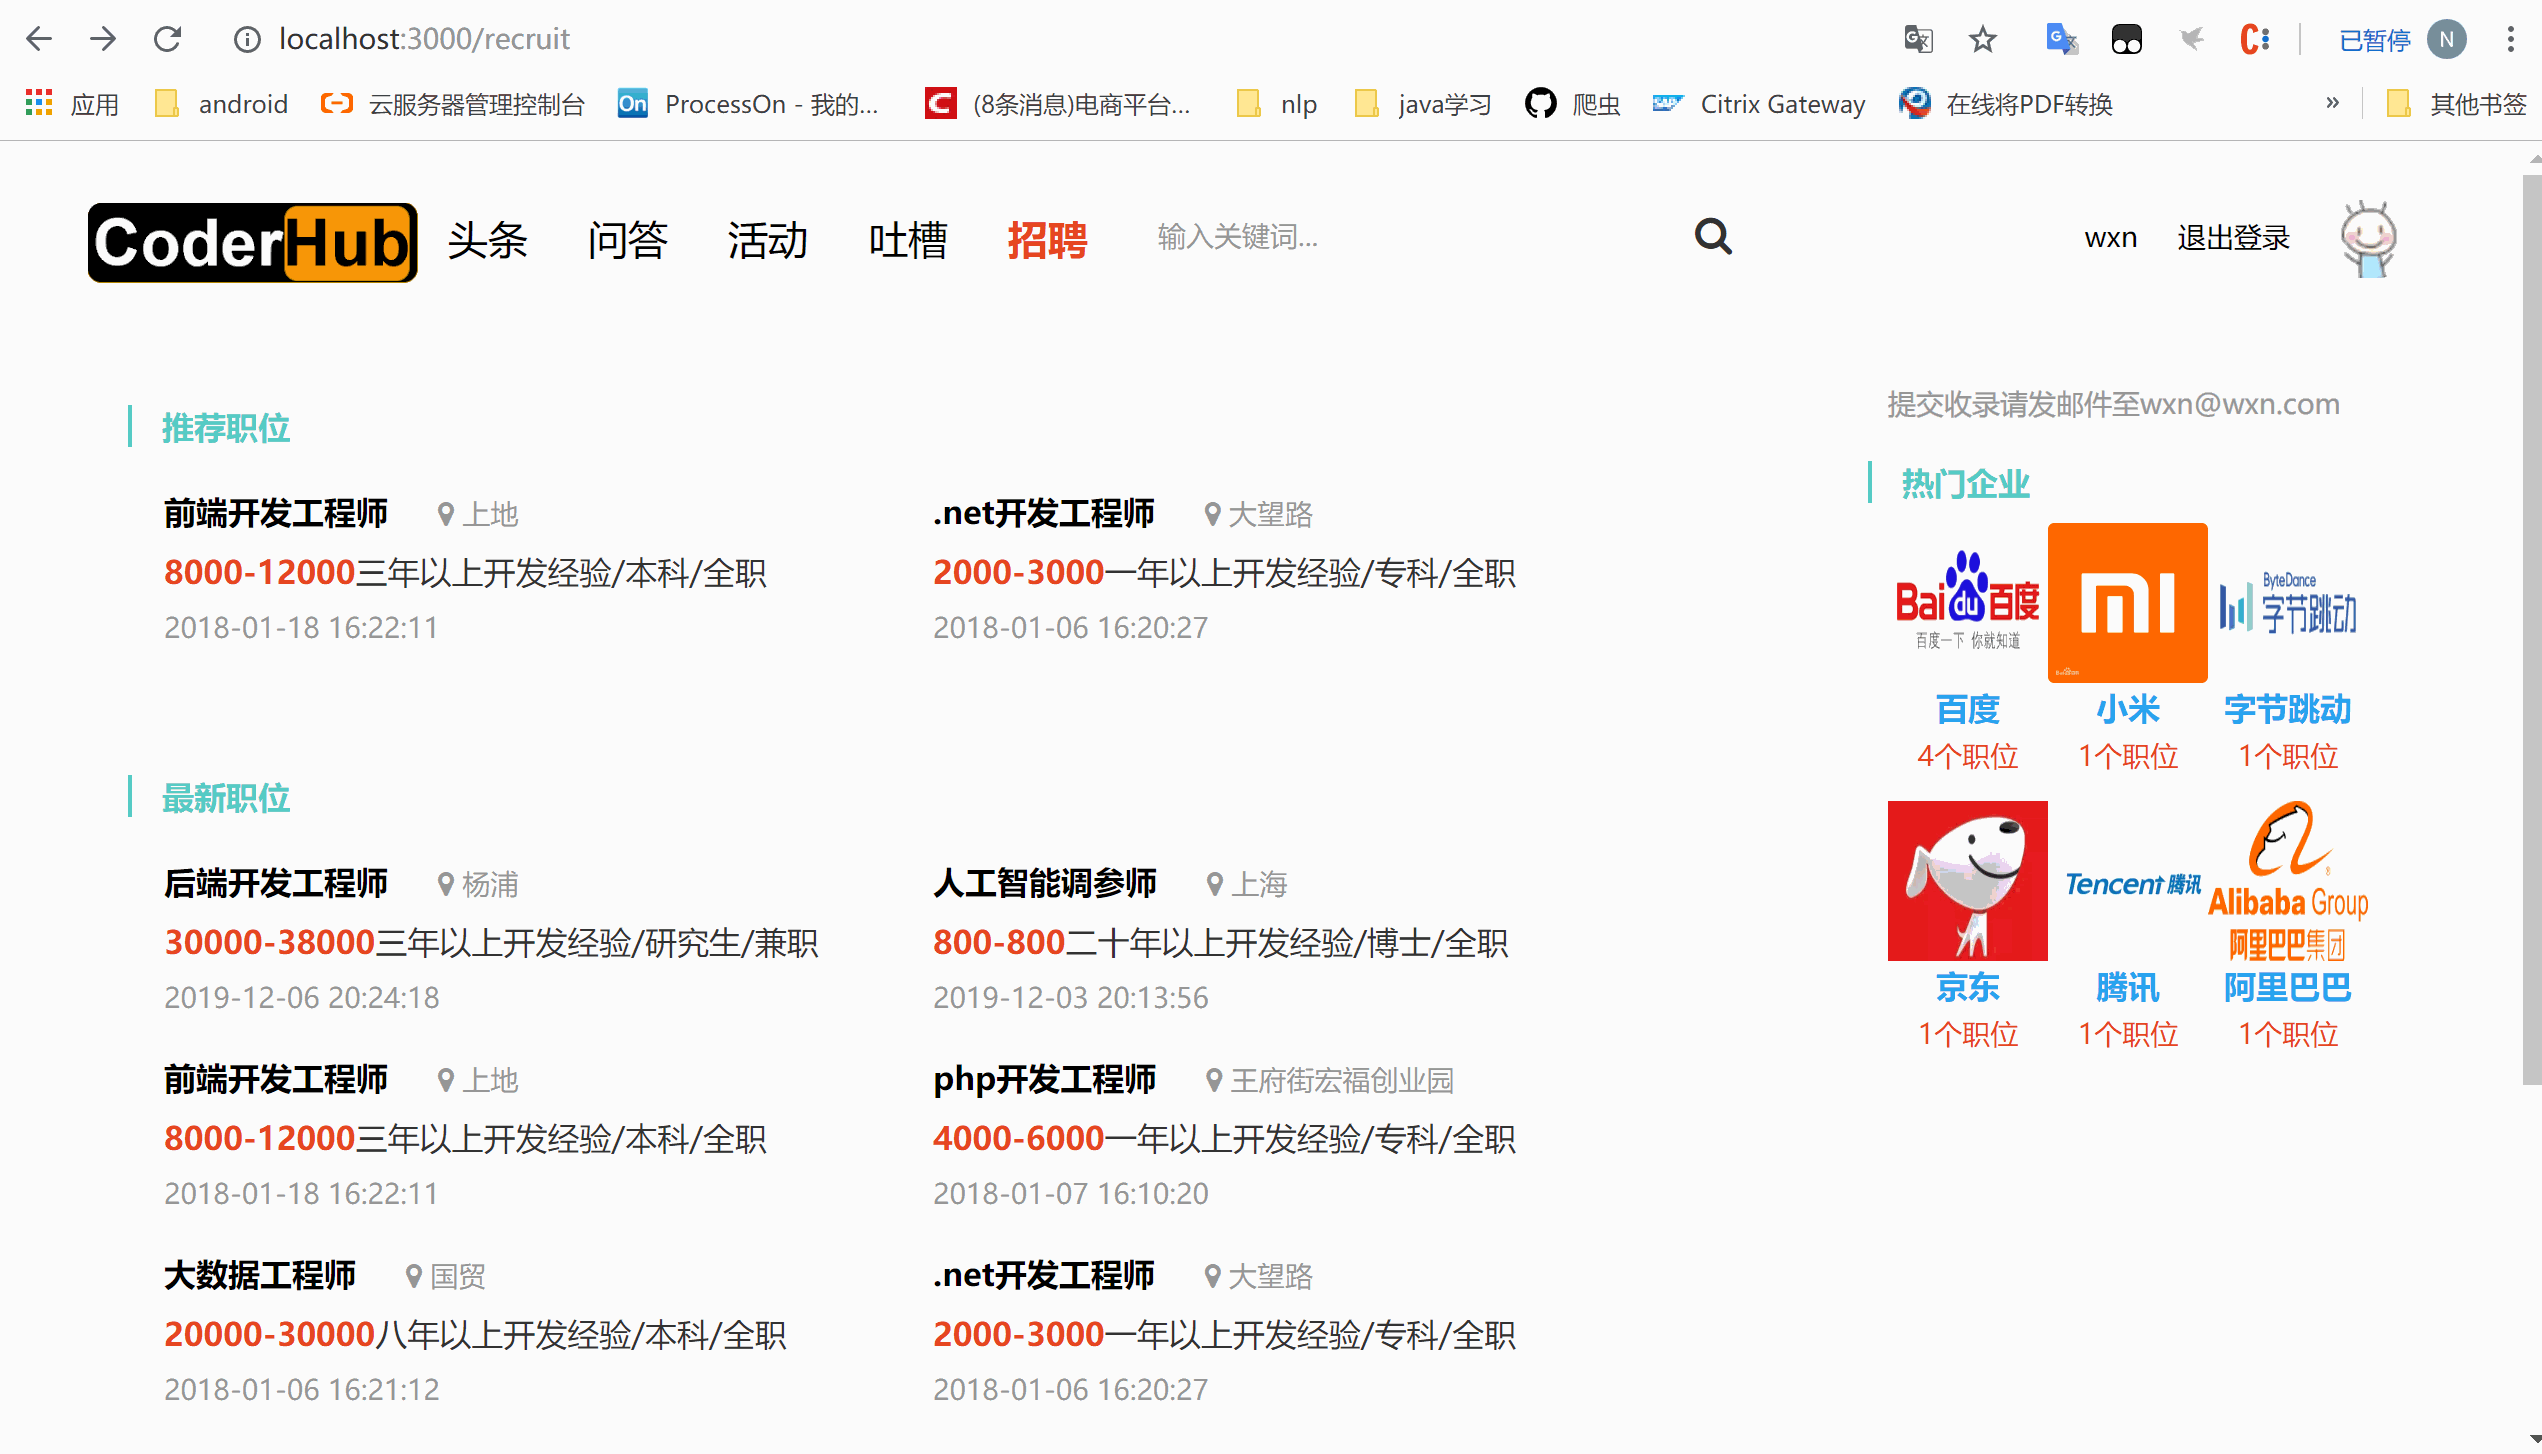 localhost:3000/recruit
已暂停
N
应用
android
云服务器管理控制台
On
ProcessOn - 我的...
(8条消息)电商平台...
nlp
java学习
爬虫
SAP
Citrix Gateway
在线将PDF转换
»
其他书签
CoderHub
头条
问答
活动
吐槽
招聘
输入关键词...
wxn
退出登录
推荐职位
前端开发工程师 上地
8000-12000三年以上开发经验/本科/全职
2018-01-18 16:22:11
.net开发工程师 大望路
2000-3000一年以上开发经验/专科/全职
2018-01-06 16:20:27
最新职位
后端开发工程师 杨浦
30000-38000三年以上开发经验/研究生/兼职
2019-12-06 20:24:18
人工智能调参师 上海
800-800二十年以上开发经验/博士/全职
2019-12-03 20:13:56
前端开发工程师 上地
8000-12000三年以上开发经验/本科/全职
2018-01-18 16:22:11
php开发工程师 王府街宏福创业园
4000-6000一年以上开发经验/专科/全职
2018-01-07 16:10:20
大数据工程师 国贸
20000-30000八年以上开发经验/本科/全职
2018-01-06 16:21:12
.net开发工程师 大望路
2000-3000一年以上开发经验/专科/全职
2018-01-06 16:20:27
提交收录请发邮件至wxn@wxn.com
热门企业
Baidu百度
百度一下 你就知道
百度
4个职位
mi
小米
1个职位
ByteDance
字节跳动
字节跳动
1个职位
京东
1个职位
Tencent 腾讯
腾讯
1个职位
Alibaba Group
阿里巴巴集团
阿里巴巴
1个职位